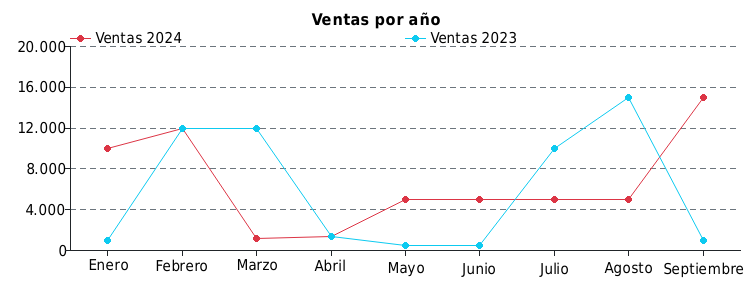 Ventas por año
Ventas 2024
Ventas 2023
20.000
16.000
12.000
8.000
4.000
0
Enero
Febrero
Marzo
Abril
Mayo
Junio
Julio
Agosto
Septiembre